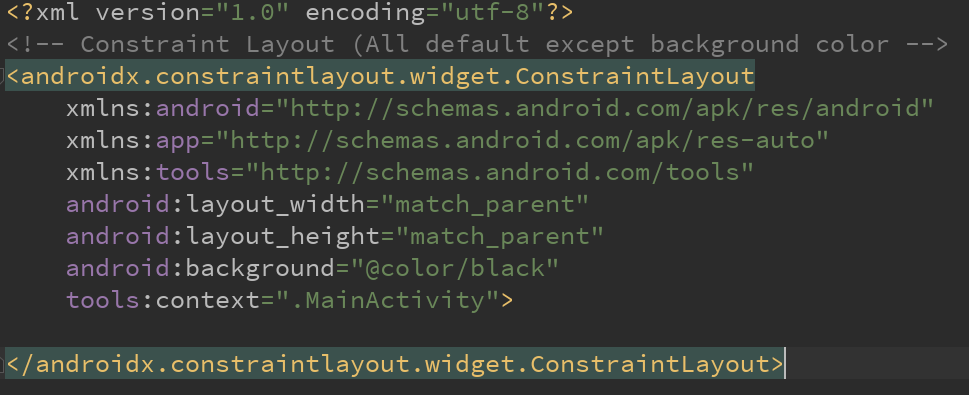 <?xml version="1.0" encoding="utf-8"?>
<!-- Constraint Layout (All default except background color -->
<androidx.constraintlayout.widget.ConstraintLayout
    xmlns:android="http://schemas.android.com/apk/res/android"
    xmlns:app="http://schemas.android.com/apk/res-auto"
    xmlns:tools="http://schemas.android.com/tools"
    android:layout_width="match_parent"
    android:layout_height="match_parent"
    android:background="@color/black"
    tools:context=".MainActivity">
</androidx.constraintlayout.widget.ConstraintLayout>